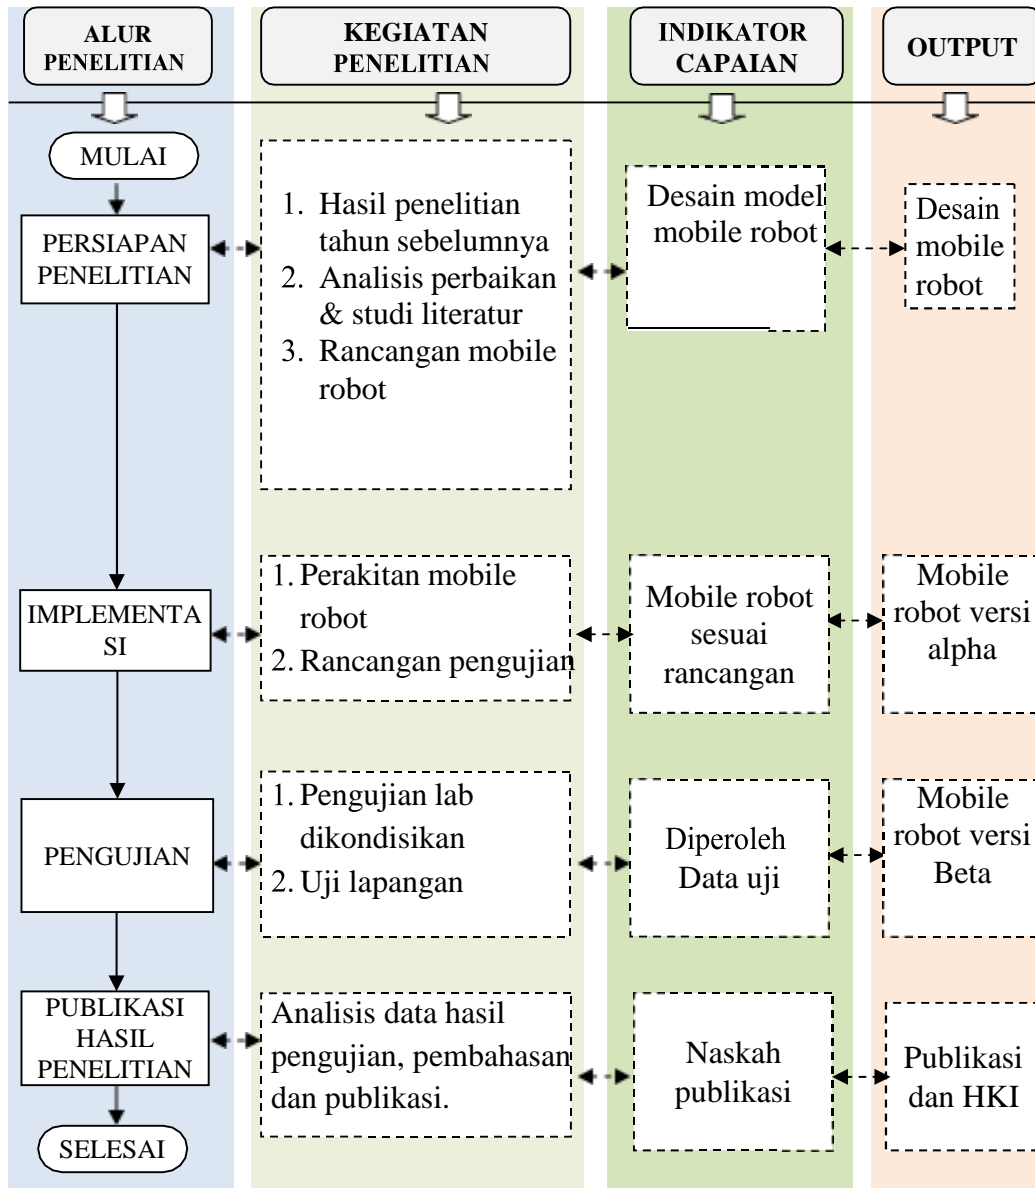 ALUR
PENELITIAN
KEGIATAN
PENELITIAN
INDIKATOR
CAPAIAN
OUTPUT
MULAI
PERSIAPAN
PENELITIAN
1. Hasil penelitian
tahun sebelumnya
2. Analisis perbaikan
& studi literatur
3. Rancangan mobile
robot
Desain model
mobile robot
Desain
mobile
robot
IMPLEMENTA
SI
1. Perakitan mobile
robot
2. Rancangan pengujian
Mobile robot
sesuai
rancangan
Mobile
robot versi
alpha
PENGUJIAN
1. Pengujian lab
dikondisikan
2. Uji lapangan
Diperoleh
Data uji
Mobile
robot versi
Beta
PUBLIKASI
HASIL
PENELITIAN
Analisis data hasil
pengujian, pembahasan
dan publikasi.
Naskah
publikasi
Publikasi
dan HKI
SELESAI